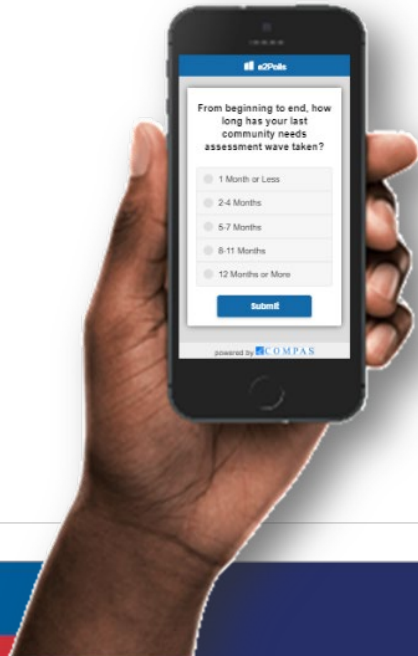 e2Polls
From beginning to end, how
long has your last
community needs
assessment wave taken?
1 Month or Less
2-4 Months
5-7 Months
8-11 Months
12 Months or More
Submit
powered by COMPAS